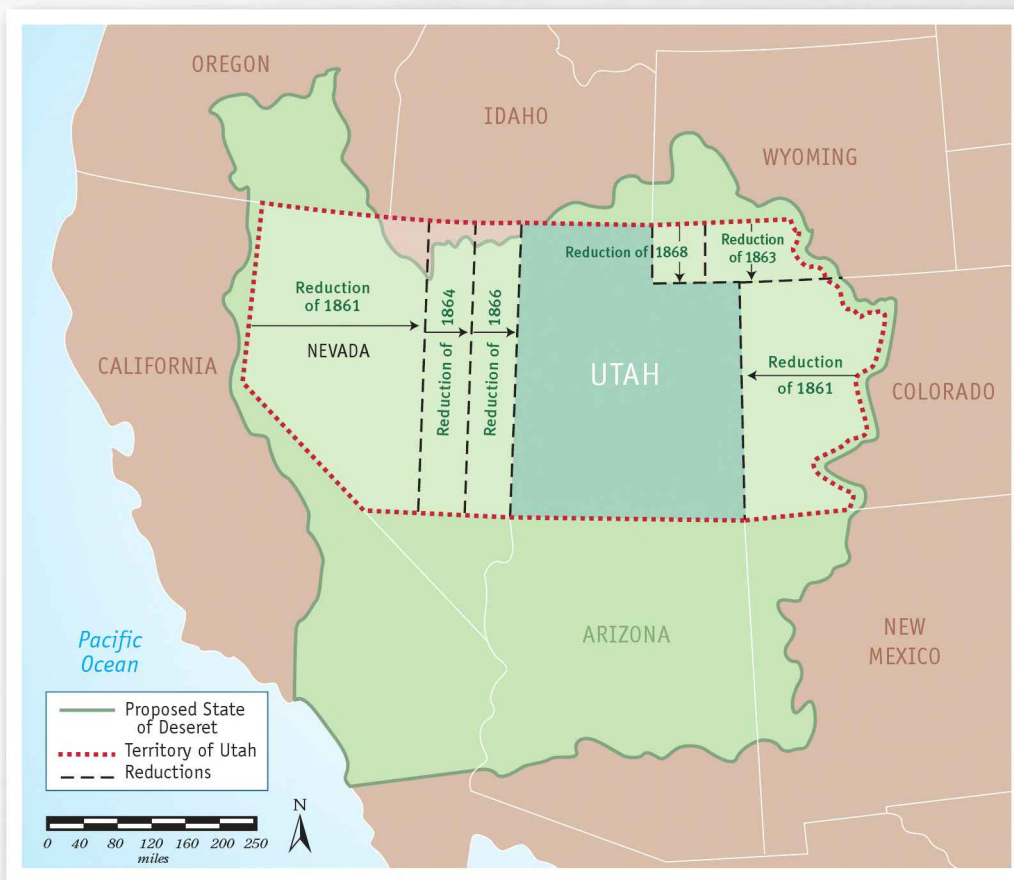 OREGON
IDAHO
WYOMING
Reduction of 1868
Reduction
of 1863
Reduction
of 1861
NEVADA
Reduction of 1864
Reduction of 1866
CALIFORNIA
UTAH
Reduction
of 1861
COLORADO
ARIZONA
NEW
MEXICO
Pacific
Ocean
Proposed State
of Deseret
Territory of Utah
Reductions
N
0 40 80 120 160 200 250
miles